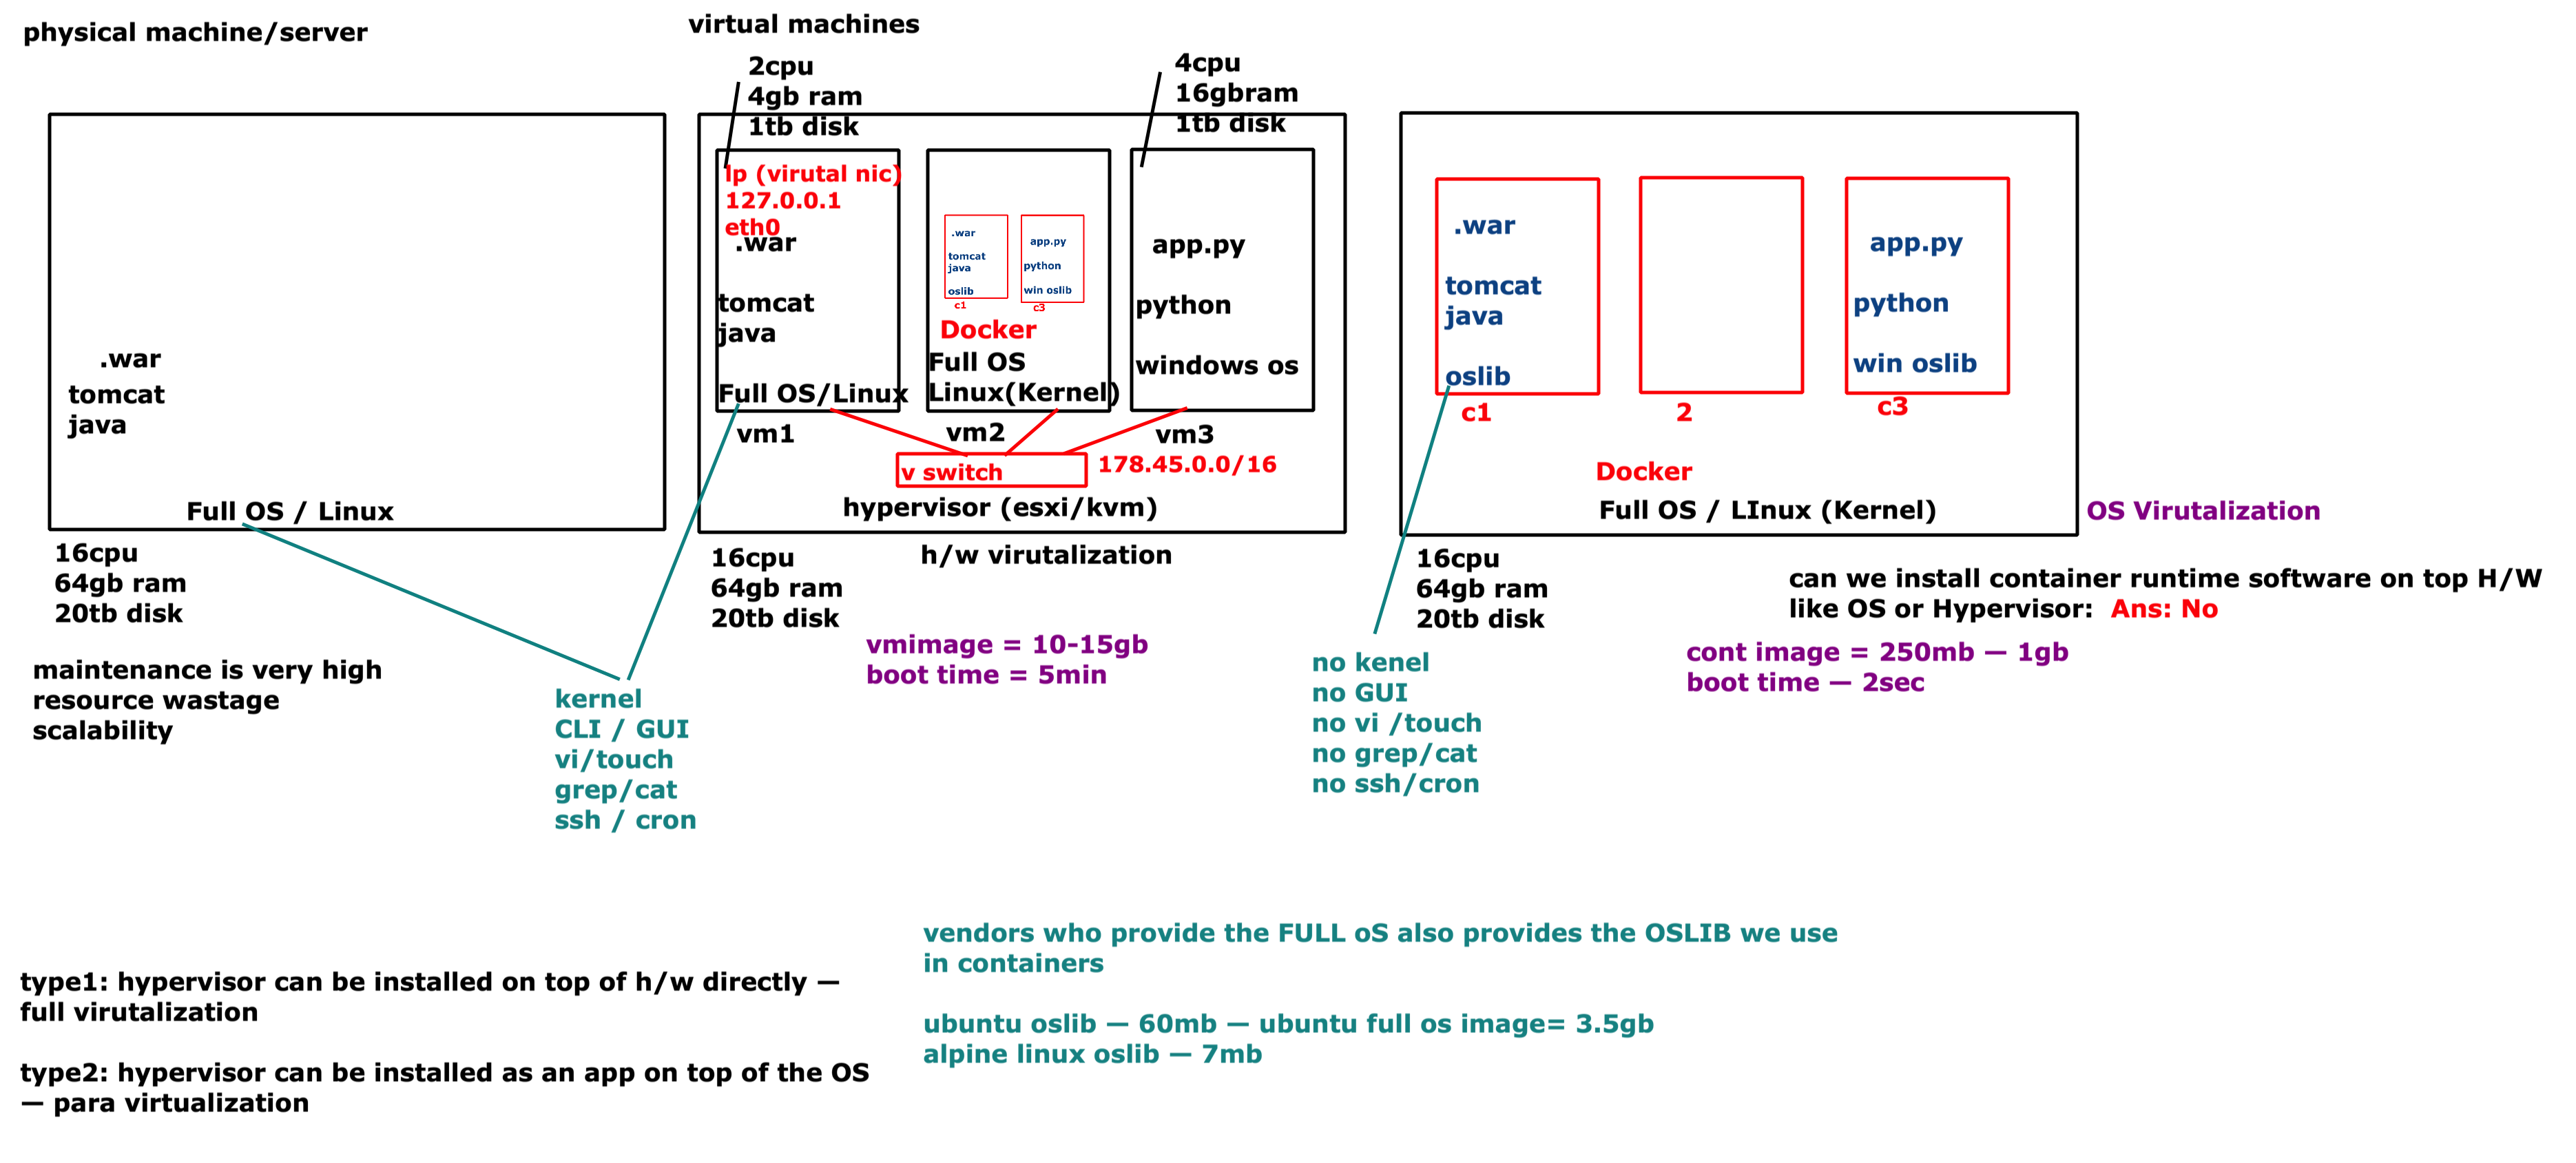 physical machine/server
.war
tomcat
java
Full OS / Linux
16cpu
64gb ram
20tb disk
maintenance is very high
resource wastage
scalability
kernel
CLI / GUI
vi/touch
grep/cat
ssh / cron
virtual machines
2cpu
4gb ram
1tb disk
4cpu
16gbram
1tb disk
Ip (virutal nic)
127.0.0.1
eth0
.war
tomcat
java
Full OS/Linux
vm1
.war
tomcat
java
oslib
c1
app.py
python
win oslib
c3
Docker
Full OS
Linux(Kernel)
vm2
app.py
python
windows os
vm3
v switch
178.45.0.0/16
hypervisor (esxi/kvm)
h/w virutalization
16cpu
64gb ram
20tb disk
vmimage = 10-15gb
boot time = 5min
.war
tomcat
java
oslib
c1
2
app.py
python
win oslib
c3
Docker
Full OS / LInux (Kernel)
OS Virutalization
16cpu
64gb ram
20tb disk
can we install container runtime software on top H/W
like OS or Hypervisor: Ans: No
cont image = 250mb — 1gb
boot time — 2sec
no kenel
no GUI
no vi /touch
no grep/cat
no ssh/cron
vendors who provide the FULL oS also provides the OSLIB we use
in containers
ubuntu oslib — 60mb — ubuntu full os image= 3.5gb
alpine linux oslib — 7mb
type1: hypervisor can be installed on top of h/w directly —
full virutalization
type2: hypervisor can be installed as an app on top of the OS
— para virtualization